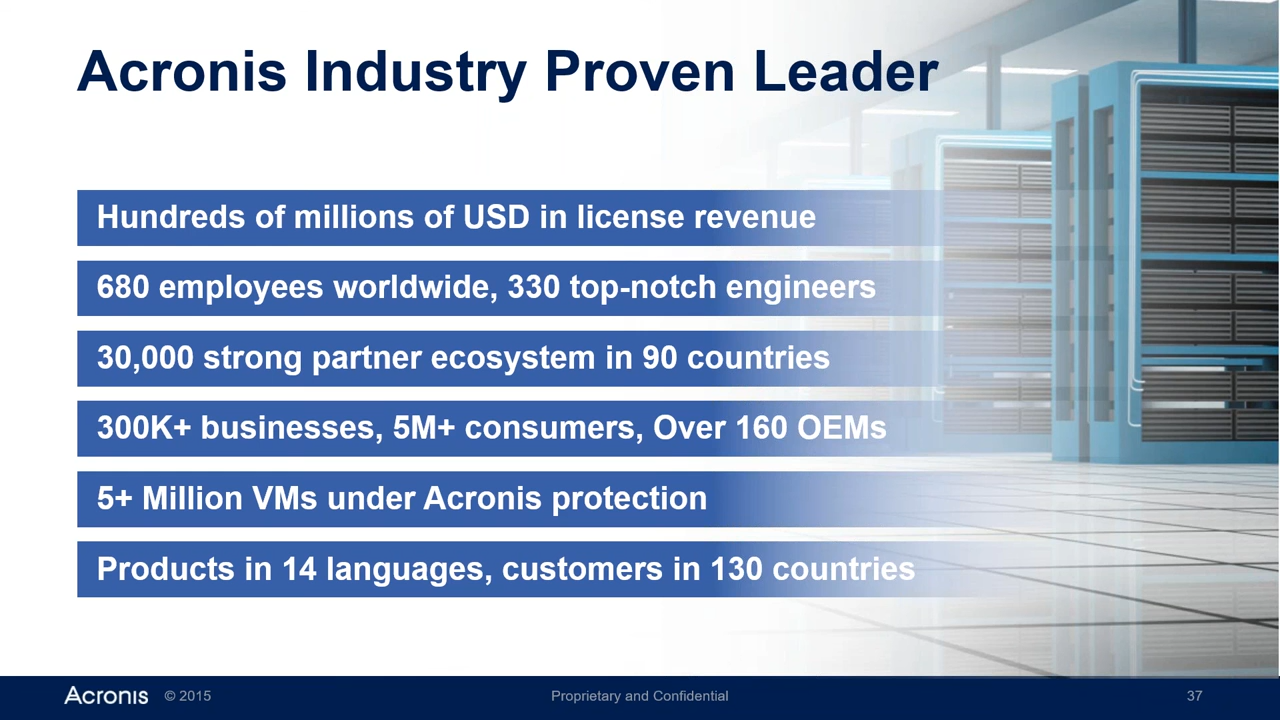 Acronis Industry Proven Leader
Hundreds of millions of USD in license revenue
680 employees worldwide, 330 top-notch engineers
30,000 strong partner ecosystem in 90 countries
300K+ businesses, 5M+ consumers, Over 160 OEMs
5+ Million VMs under Acronis protection
Products in 14 languages, customers in 130 countries
Acronis © 2015 Proprietary and Confidential 37